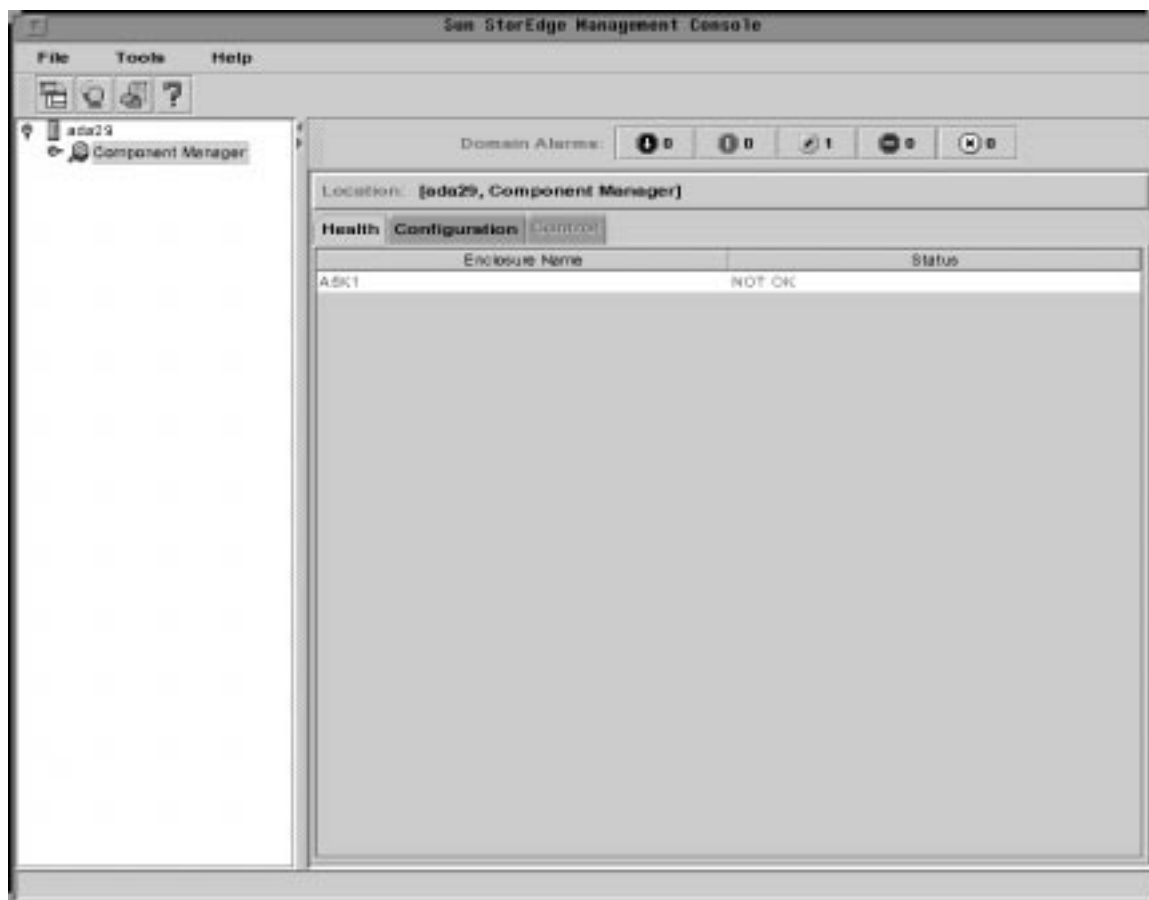 Sun StorEdge Management Console
File Tools Help
ada29
Component Manager
Domain Alarms: 0 0 1 0 0
Location: [ada29, Component Manager]
Health Configuration Control
Enclosure Name Status
A5K1 NOT OK